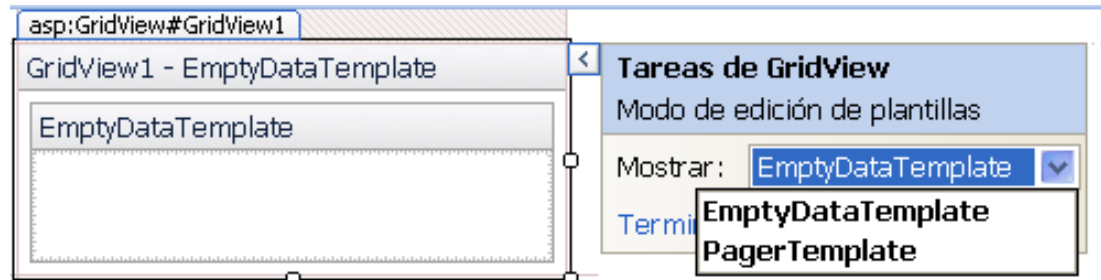 asp:GridView#GridView1
GridView1 - EmptyDataTemplate
EmptyDataTemplate
Tareas de GridView
Modo de edición de plantillas
Mostrar: EmptyDataTemplate
EmptyDataTemplate
PagerTemplate